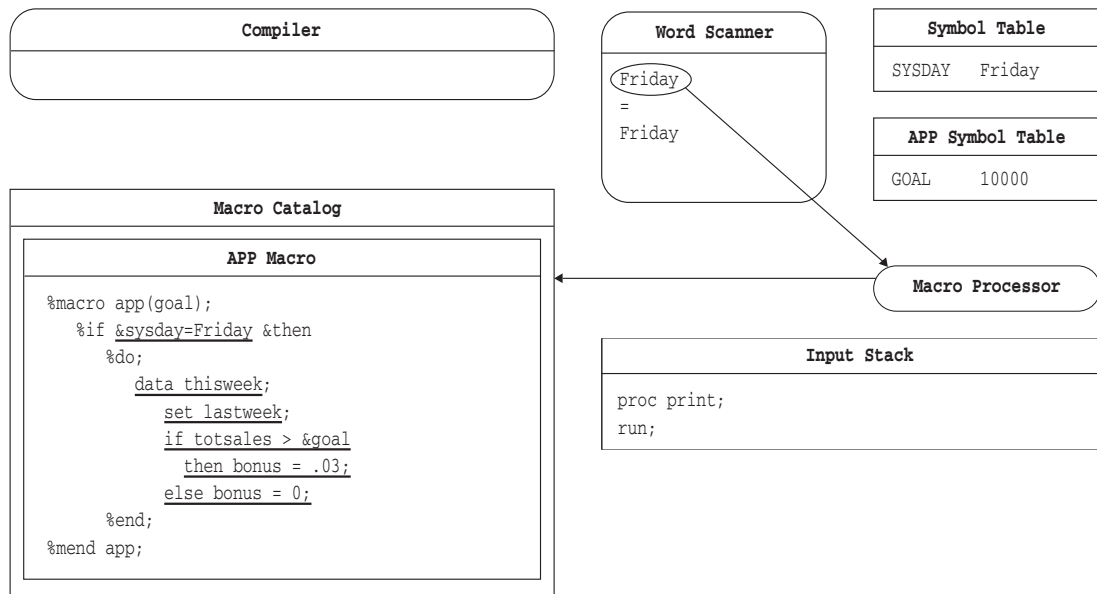 Compiler
Word Scanner
Friday
=
Friday
Symbol Table
SYSDAY Friday
APP Symbol Table
GOAL 10000
Macro Catalog
APP Macro
%macro app(goal);
%if &sysday=Friday &then
%do;
data thisweek;
set lastweek;
if totsales > &goal
then bonus = .03;
else bonus = 0;
%end;
%mend app;
Macro Processor
Input Stack
proc print;
run;